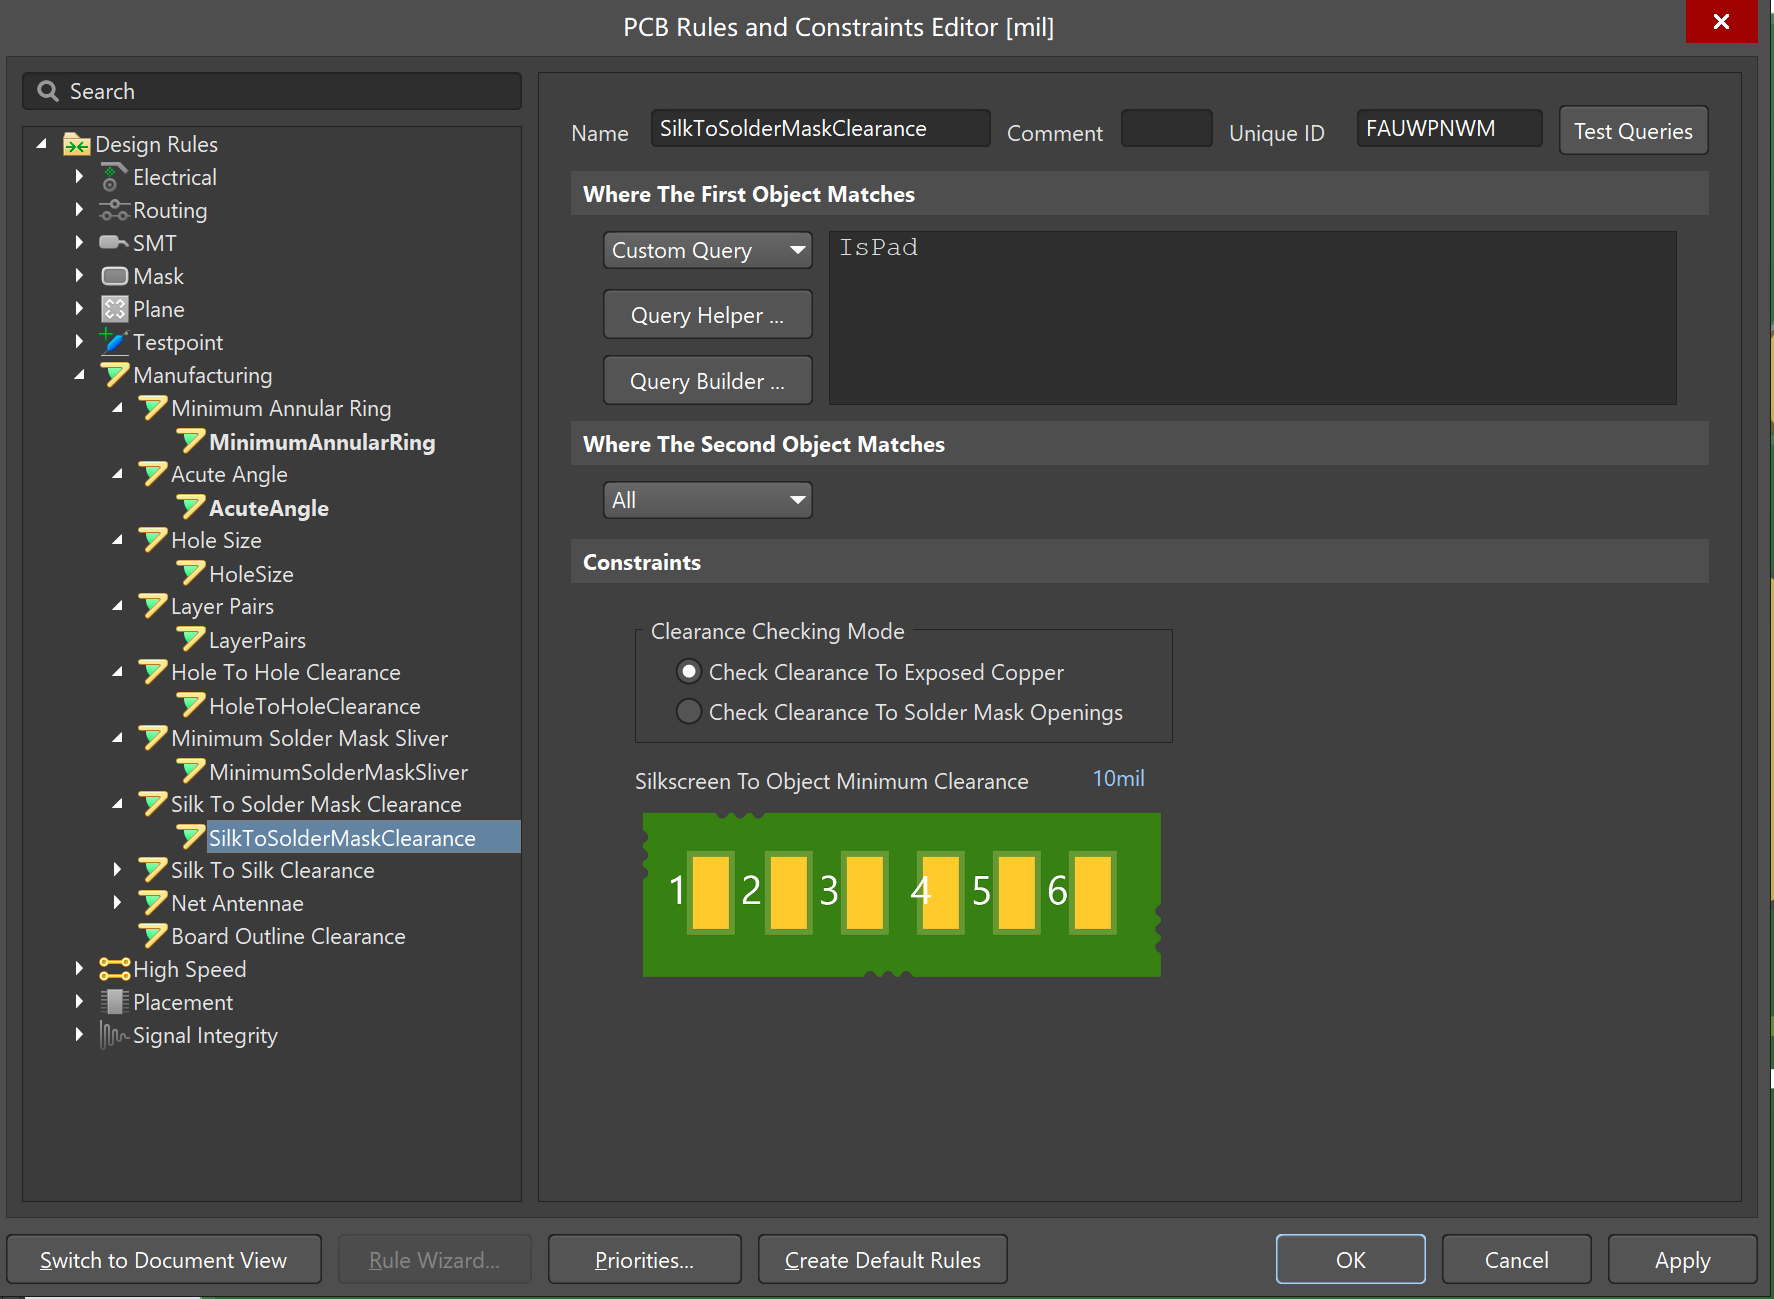 PCB Rules and Constraints Editor [mil]
Search
Design Rules
Electrical
Routing
SMT
Mask
Plane
Testpoint
Manufacturing
Minimum Annular Ring
MinimumAnnularRing
Acute Angle
AcuteAngle
Hole Size
HoleSize
Layer Pairs
LayerPairs
Hole To Hole Clearance
HoleToHoleClearance
Minimum Solder Mask Sliver
MinimumSolderMaskSliver
Silk To Solder Mask Clearance
SilkToSolderMaskClearance
Silk To Silk Clearance
Net Antennae
Board Outline Clearance
High Speed
Placement
Signal Integrity
Name SilkToSolderMaskClearance Comment Unique ID FAUWPNWM Test Queries
Where The First Object Matches
Custom Query
IsPad
Query Helper ...
Query Builder ...
Where The Second Object Matches
All
Constraints
Clearance Checking Mode
Check Clearance To Exposed Copper
Check Clearance To Solder Mask Openings
Silkscreen To Object Minimum Clearance 10mil
1 2 3 4 5 6
Switch to Document View Rule Wizard... Priorities... Create Default Rules OK Cancel Apply